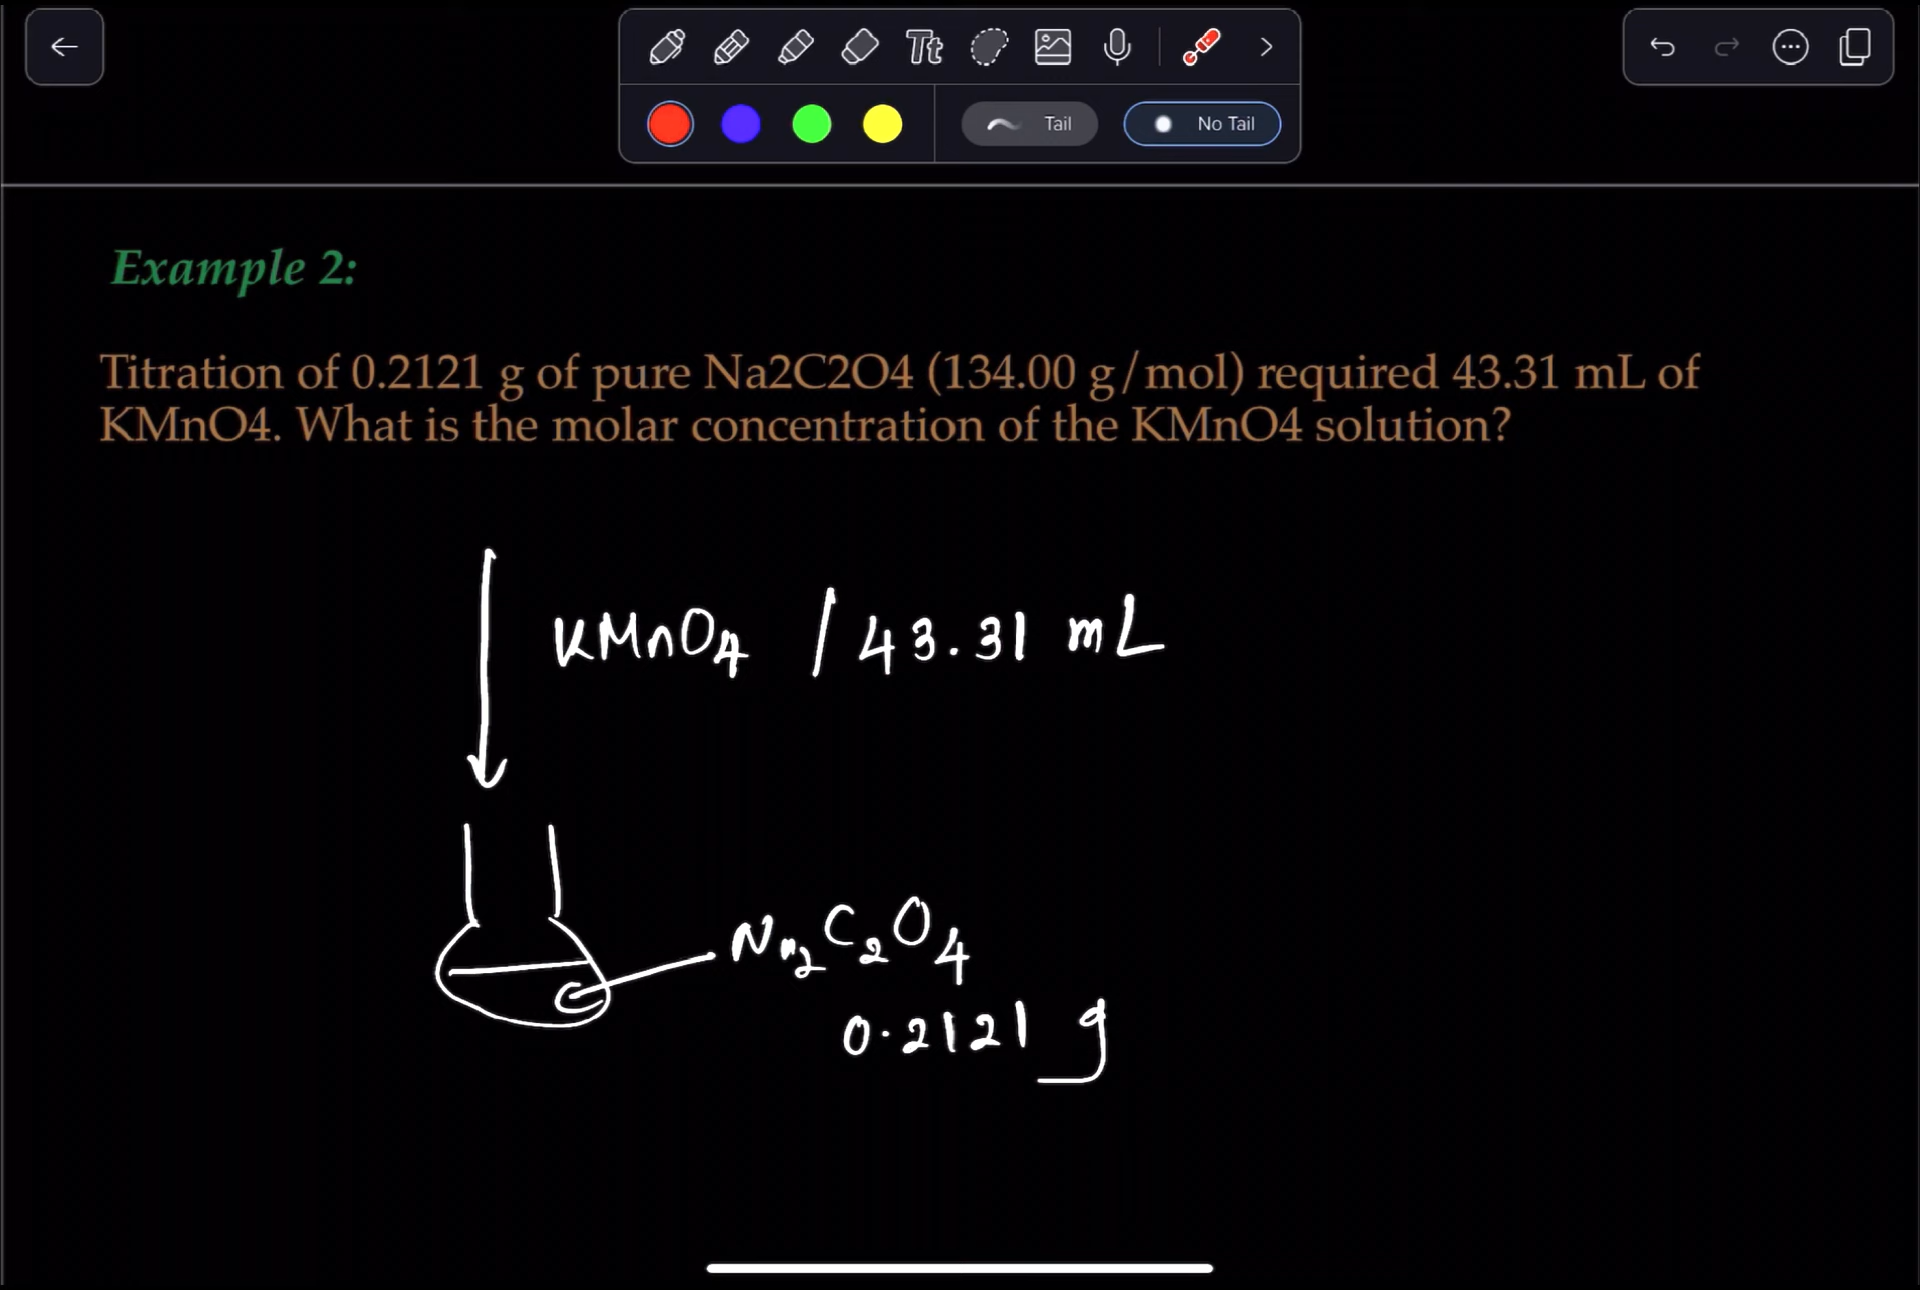 Tt
Tail
No Tail
Example 2:
Titration of 0.2121 g of pure Na2C2O4 (134.00 g/mol) required 43.31 mL of
KMnO4. What is the molar concentration of the KMnO4 solution?
KMnO₄ / 43.31 mL
Na₂C₂O₄
0.2121 g